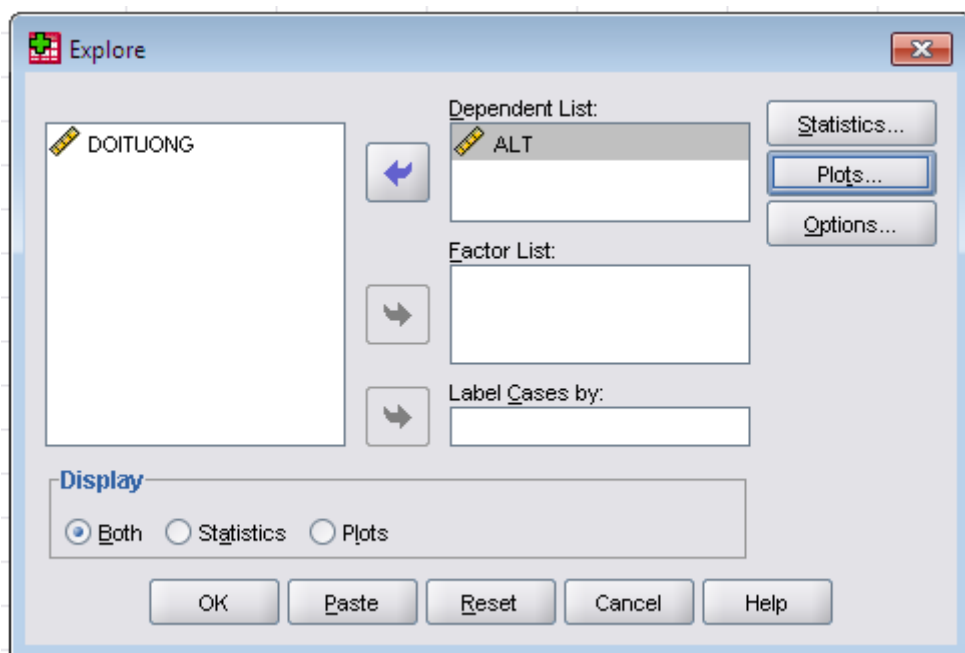 Explore
DOITUONG
Dependent List:
ALT
Factor List:
Label Cases by:
Statistics...
Plots...
Options...
Display
Both Statistics Plots
OK Paste Reset Cancel Help